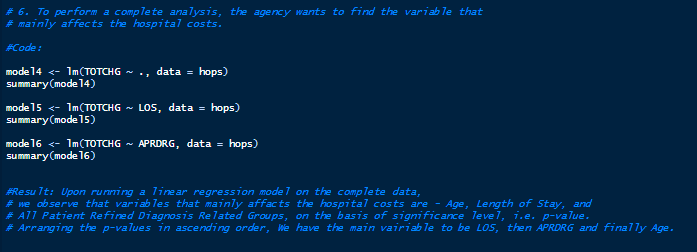 # 6. To perform a complete analysis, the agency wants to find the variable that
# mainly affects the hospital costs.
#Code:
model4 <- lm(TOTCHG ~ ., data = hops)
summary(model4)
model5 <- lm(TOTCHG ~ LOS, data = hops)
summary(model5)
model6 <- lm(TOTCHG ~ APRDRG, data = hops)
summary(model6)
#Result: Upon running a linear regression model on the complete data,
# we observe that variables that mainly affects the hospital costs are - Age, Length of Stay, and
# All Patient Refined Diagnosis Related Groups, on the basis of significance level, i.e. p-value.
# Arranging the p-values in ascending order, We have the main vairiable to be LOS, then APRDRG and finally Age.